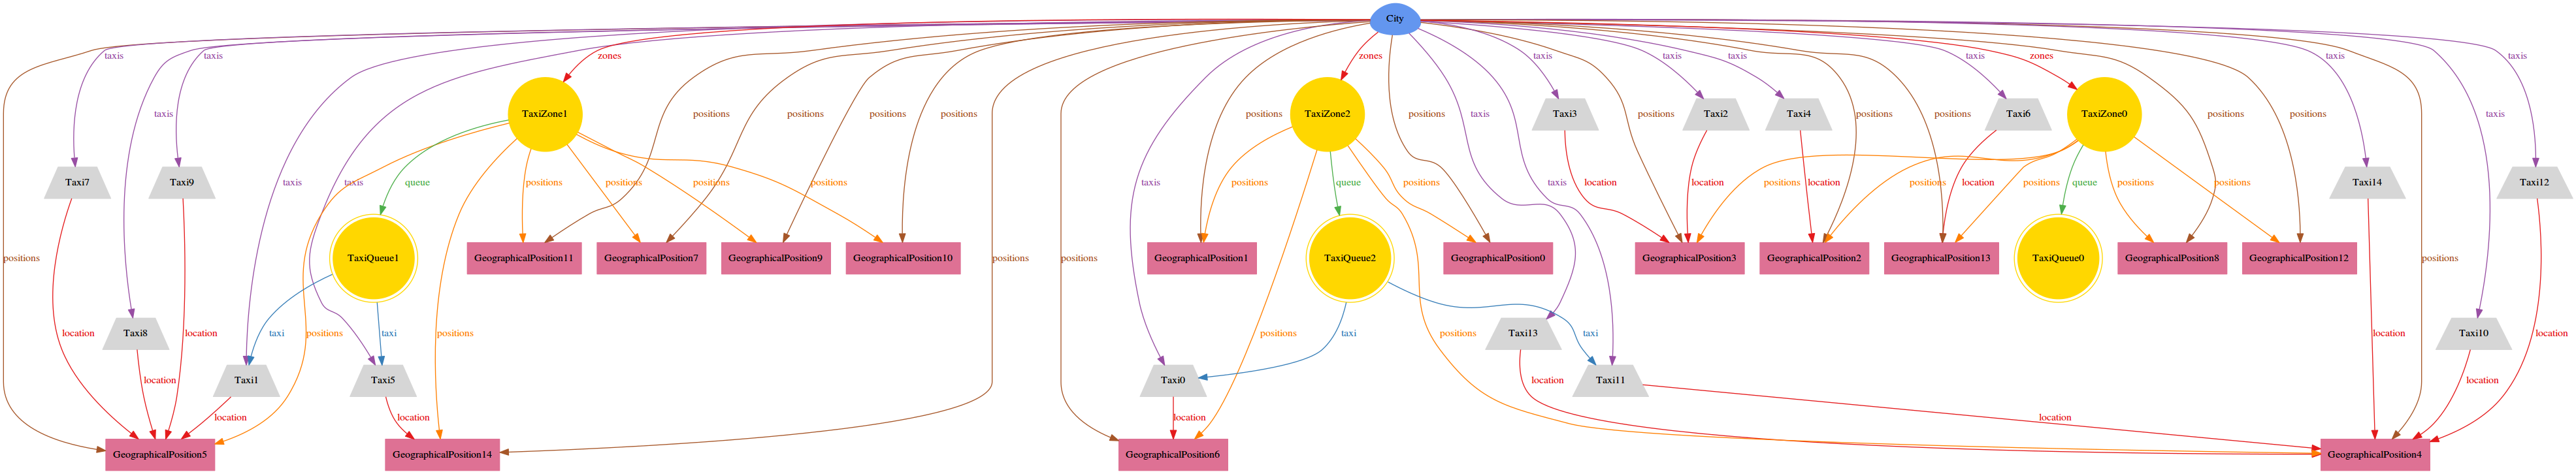 City
taxis
taxis
zones
zones
taxis
taxis
taxis
taxis
zones
taxis
taxis
taxis
positions
positions
positions
positions
positions
positions
taxis
positions
positions
positions
positions
positions
taxis
TaxiZone1
TaxiZone2
Taxi3
Taxi2
Taxi4
Taxi6
TaxiZone0
Taxi7
Taxi9
taxis
taxis
queue
positions
positions
positions
positions
taxis
positions
queue
positions
taxis
location
location
positions
positions
location
positions
queue
positions
positions
Taxi14
Taxi12
positions
TaxiQueue1
GeographicalPosition11
GeographicalPosition7
GeographicalPosition9
GeographicalPosition10
positions
positions
GeographicalPosition1
TaxiQueue2
GeographicalPosition0
GeographicalPosition3
GeographicalPosition2
GeographicalPosition13
TaxiQueue0
GeographicalPosition8
GeographicalPosition12
positions
location
Taxi8
location
taxi
positions
taxi
positions
positions
taxi
positions
Taxi13
taxi
location
Taxi10
location
location
Taxi1
Taxi5
Taxi0
location
Taxi11
location
location
location
location
location
GeographicalPosition5
GeographicalPosition14
GeographicalPosition6
GeographicalPosition4